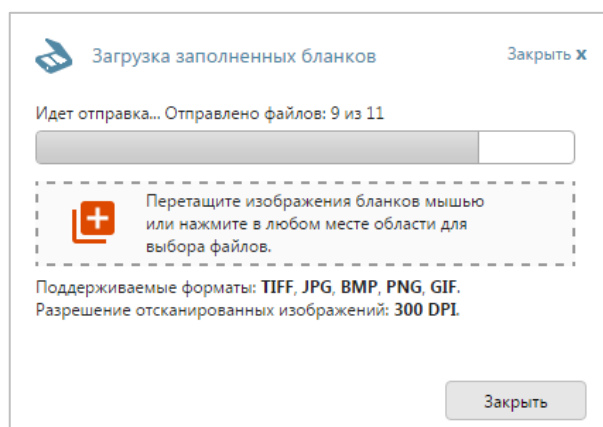 Загрузка заполненных бланков
Закрыть x
Идет отправка... Отправлено файлов: 9 из 11
Перетащите изображения бланков мышью
или нажмите в любом месте области для
выбора файлов.
Поддерживаемые форматы: TIFF, JPG, BMP, PNG, GIF.
Разрешение отсканированных изображений: 300 DPI.
Закрыть